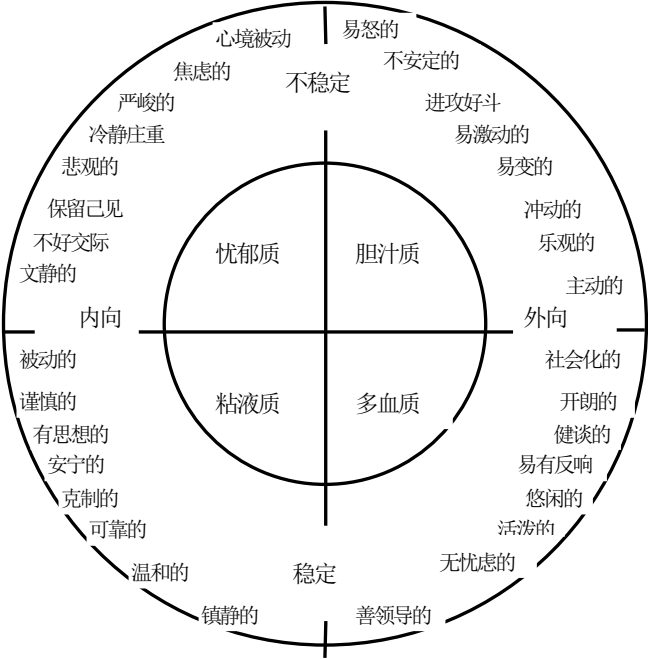 心境被动
易怒的
焦虑的
不稳定
不安定的
严峻的
进攻好斗
冷静庄重
易激动的
悲观的
易变的
保留己见
冲动的
不好交际
乐观的
忧郁质
胆汁质
文静的
主动的
内向
外向
被动的
社会化的
谨慎的
粘液质
多血质
开朗的
有思想的
健谈的
安宁的
易有反响
克制的
悠闲的
可靠的
活泼的
温和的
稳定
无忧虑的
镇静的
善领导的